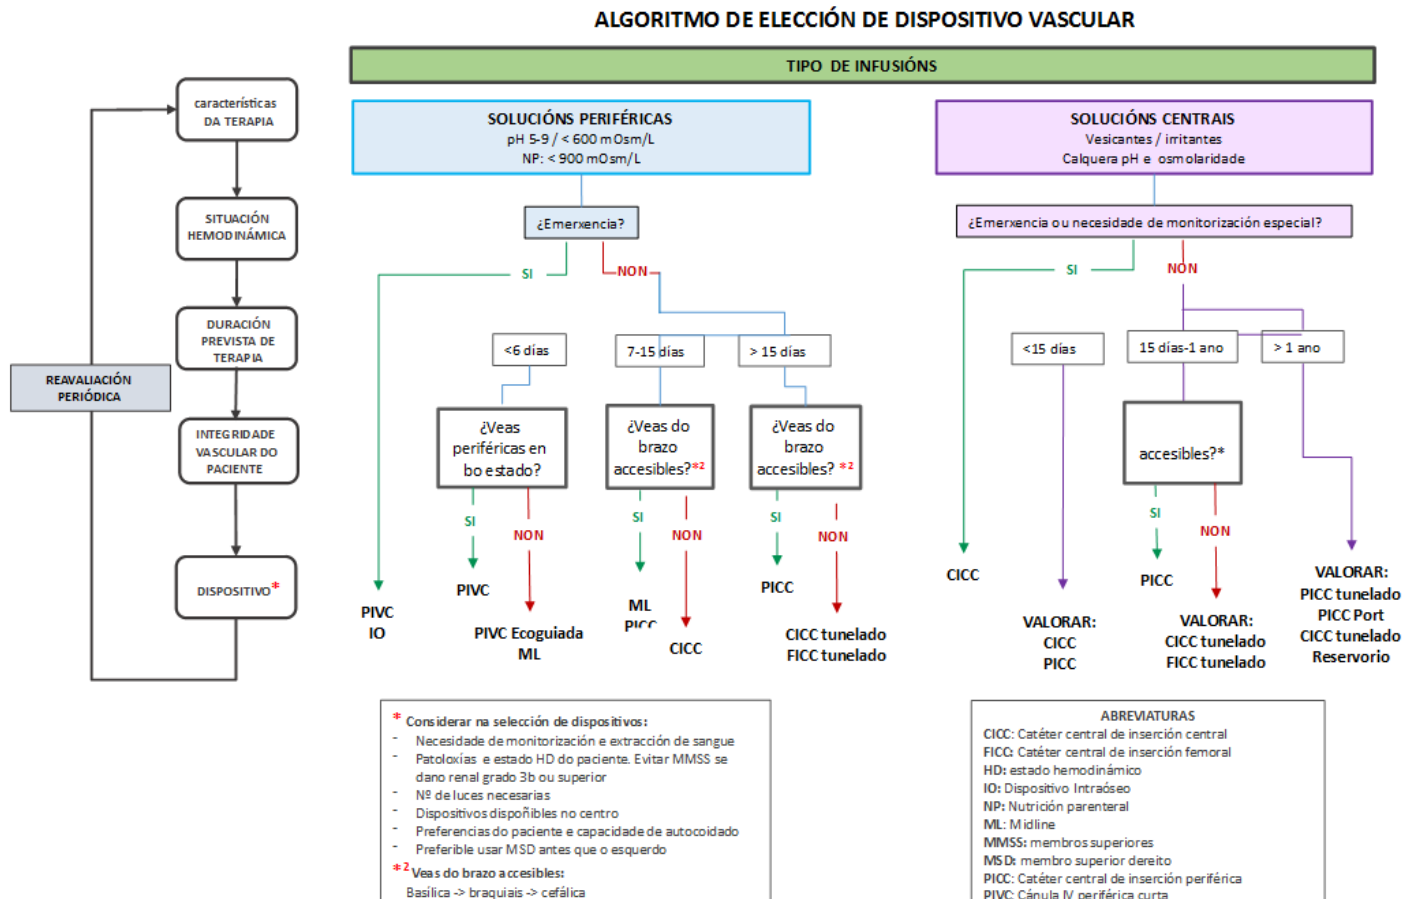 ALGORITMO DE ELECCIÓN DE DISPOSITIVO VASCULAR
TIPO DE INFUSIÓNS
características
DA TERAPIA
SITUACIÓN
HEMODINÁMICA
DURACIÓN
PREVISTA DE
TERAPIA
REAVALIACIÓN
PERIÓDICA
INTEGRIDADE
VASCULAR DO
PACIENTE
DISPOSITIVO*
SOLUCIÓNS PERIFÉRICAS
pH 5-9 / < 600 mOsm/L
NP: < 900 mOsm/L
¿Emerxencia?
SI
NON
<6 días
7-15 días
> 15 días
¿Veas
periféricas en
bo estado?
¿Veas do
brazo
accesibles?*2
¿Veas do
brazo
accesibles? *2
SI
NON
SI
NON
SI
NON
PIVC
IO
PIVC
PIVC Ecoguiada
ML
ML
PICC
CICC
PICC
CICC tunelado
FICC tunelado
SOLUCIÓNS CENTRAIS
Vesicantes / irritantes
Calquera pH e osmolaridade
¿Emerxencia ou necesidade de monitorización especial?
SI
NON
<15 días
15 días-1 ano
> 1 ano
accesibles?*
SI
NON
CICC
VALORAR:
CICC
PICC
PICC
VALORAR:
CICC tunelado
FICC tunelado
VALORAR:
PICC tunelado
PICC Port
CICC tunelado
Reservorio
* Considerar na selección de dispositivos:
- Necesidade de monitorización e extracción de sangue
- Patoloxías e estado HD do paciente. Evitar MMSS se
dano renal grado 3b ou superior
- Nº de luces necesarias
- Dispositivos dispoñibles no centro
- Preferencias do paciente e capacidade de autocoidado
- Preferible usar MSD antes que o esquerdo
*2 Veas do brazo accesibles:
Basílica -> braquiais -> cefálica
ABREVIATURAS
CICC: Catéter central de inserción central
FICC: Catéter central de inserción femoral
HD: estado hemodinámico
IO: Dispositivo Intraóseo
NP: Nutrición parenteral
ML: Midline
MMSS: membros superiores
MSD: membro superior dereito
PICC: Catéter central de inserción periférica
PIVC: Cánula IV periférica curta